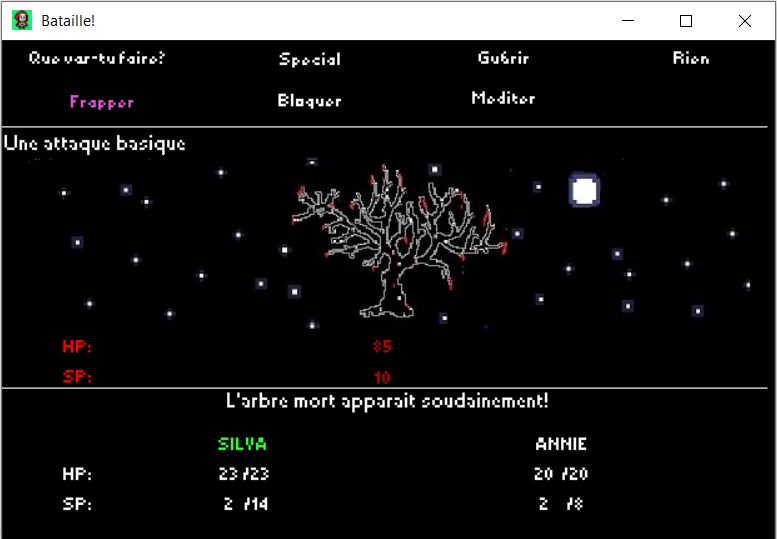 Bataille!
Que vas-tu faire? Special Guérir Rien
Frapper Bloquer Mediter
Une attaque basique
HP: 85
SP: 10
L'arbre mort apparait soudainement!
SILVA ANNIE
HP: 23 /23 20 /20
SP: 2 /14 2 /8